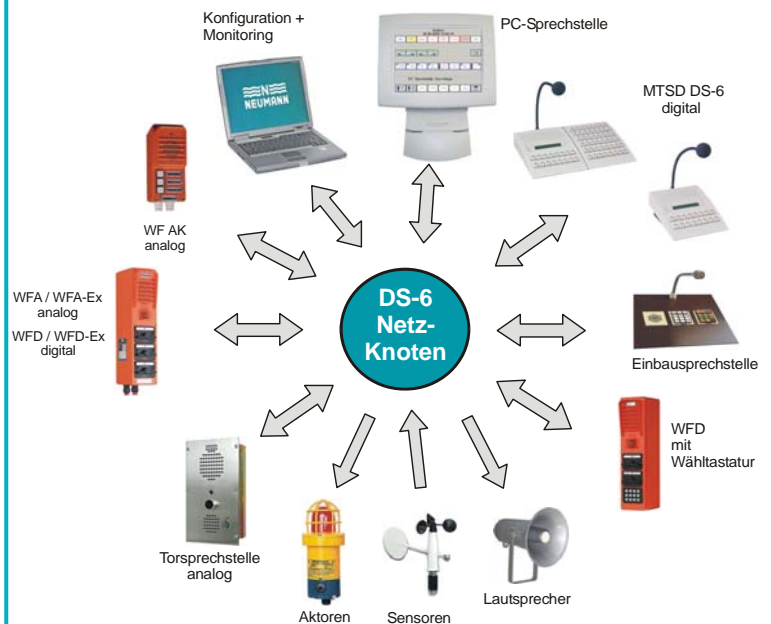 Konfiguration +
Monitoring
PC-Sprechstelle
NEUMANN
MTSD DS-6
digital
WF AK
analog
WFA / WFA-Ex
analog
WFD / WFD-Ex
digital
DS-6
Netz-
Knoten
Einbausprechstelle
WFD
mit
Wähltastatur
Torsprechstelle
analog
Aktoren
Sensoren
Lautsprecher